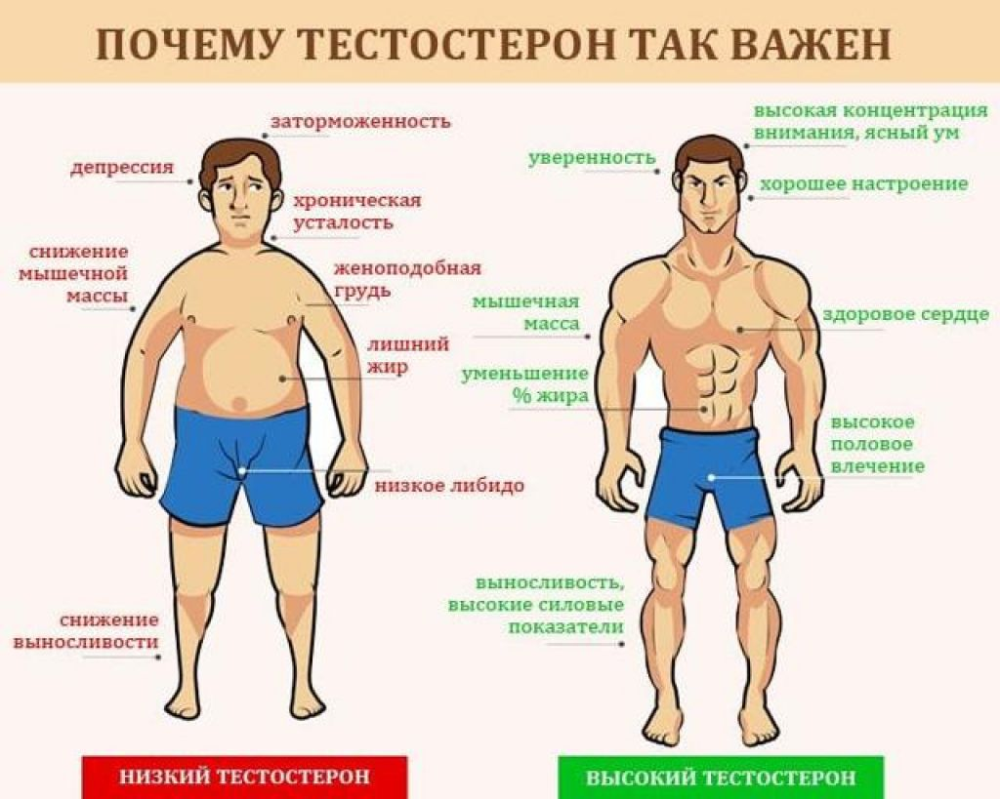 ПОЧЕМУ ТЕСТОСТЕРОН ТАК ВАЖЕН
заторможенность
депрессия
хроническая
усталость
снижение
мышечной
массы
женоподобная
грудь
лишний
жир
низкое либидо
снижение
выносливости
НИЗКИЙ ТЕСТОСТЕРОН
высокая концентрация
внимания, ясный ум
уверенность
хорошее настроение
мышечная
масса
здоровое сердце
уменьшение
% жира
высокое
половое
влечение
выносливость,
высокие силовые
показатели
ВЫСОКИЙ ТЕСТОСТЕРОН